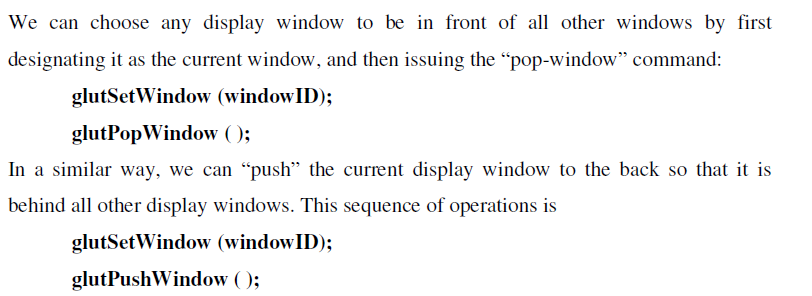 We can choose any display window to be in front of all other windows by first
designating it as the current window, and then issuing the “pop-window” command:
glutSetWindow (windowID);
glutPopWindow ( );
In a similar way, we can “push” the current display window to the back so that it is
behind all other display windows. This sequence of operations is
glutSetWindow (windowID);
glutPushWindow ( );